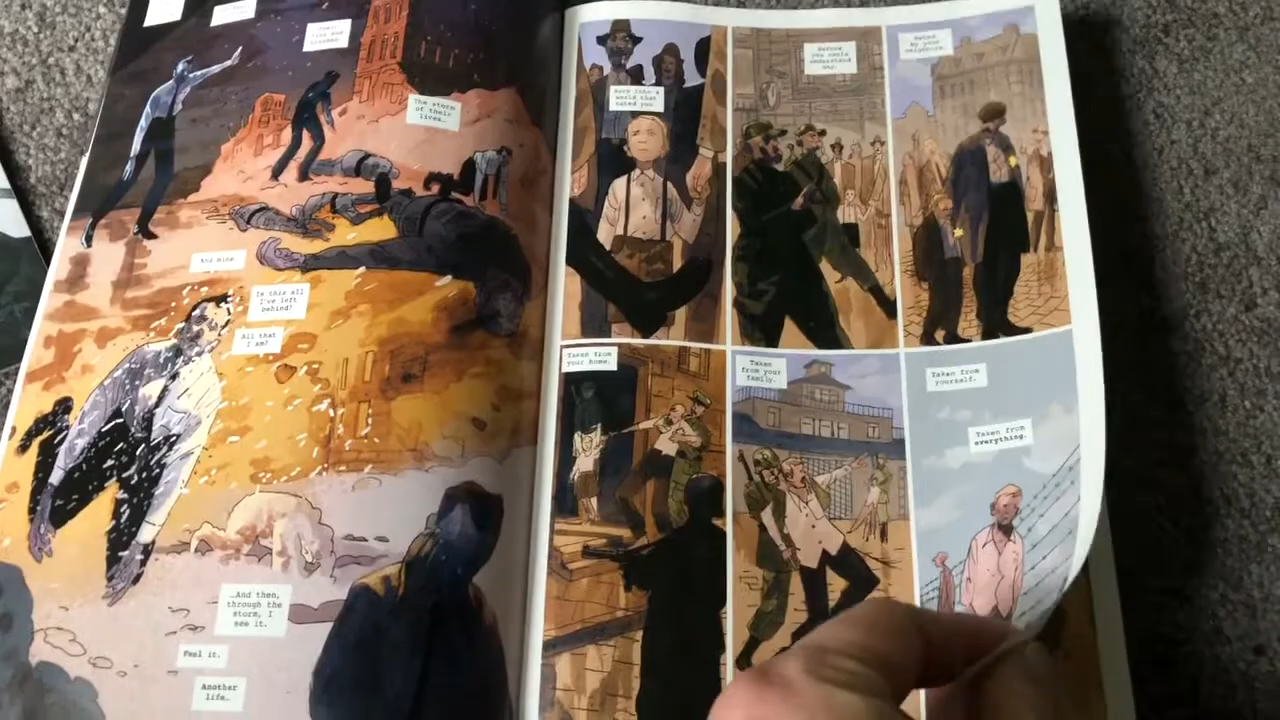 The storm
of their
lives…
And mine.
Is this all
I've left
behind?
All that
I am?
…And then,
through the
storm, I
see it.
Feel it.
Another
life…
Born into a
world that
hated you.
Before
you could
understand
why.
Hated
by your
neighbors.
Taken from
your home.
Taken
from your
family.
Taken from
yourself.
Taken from
everything.